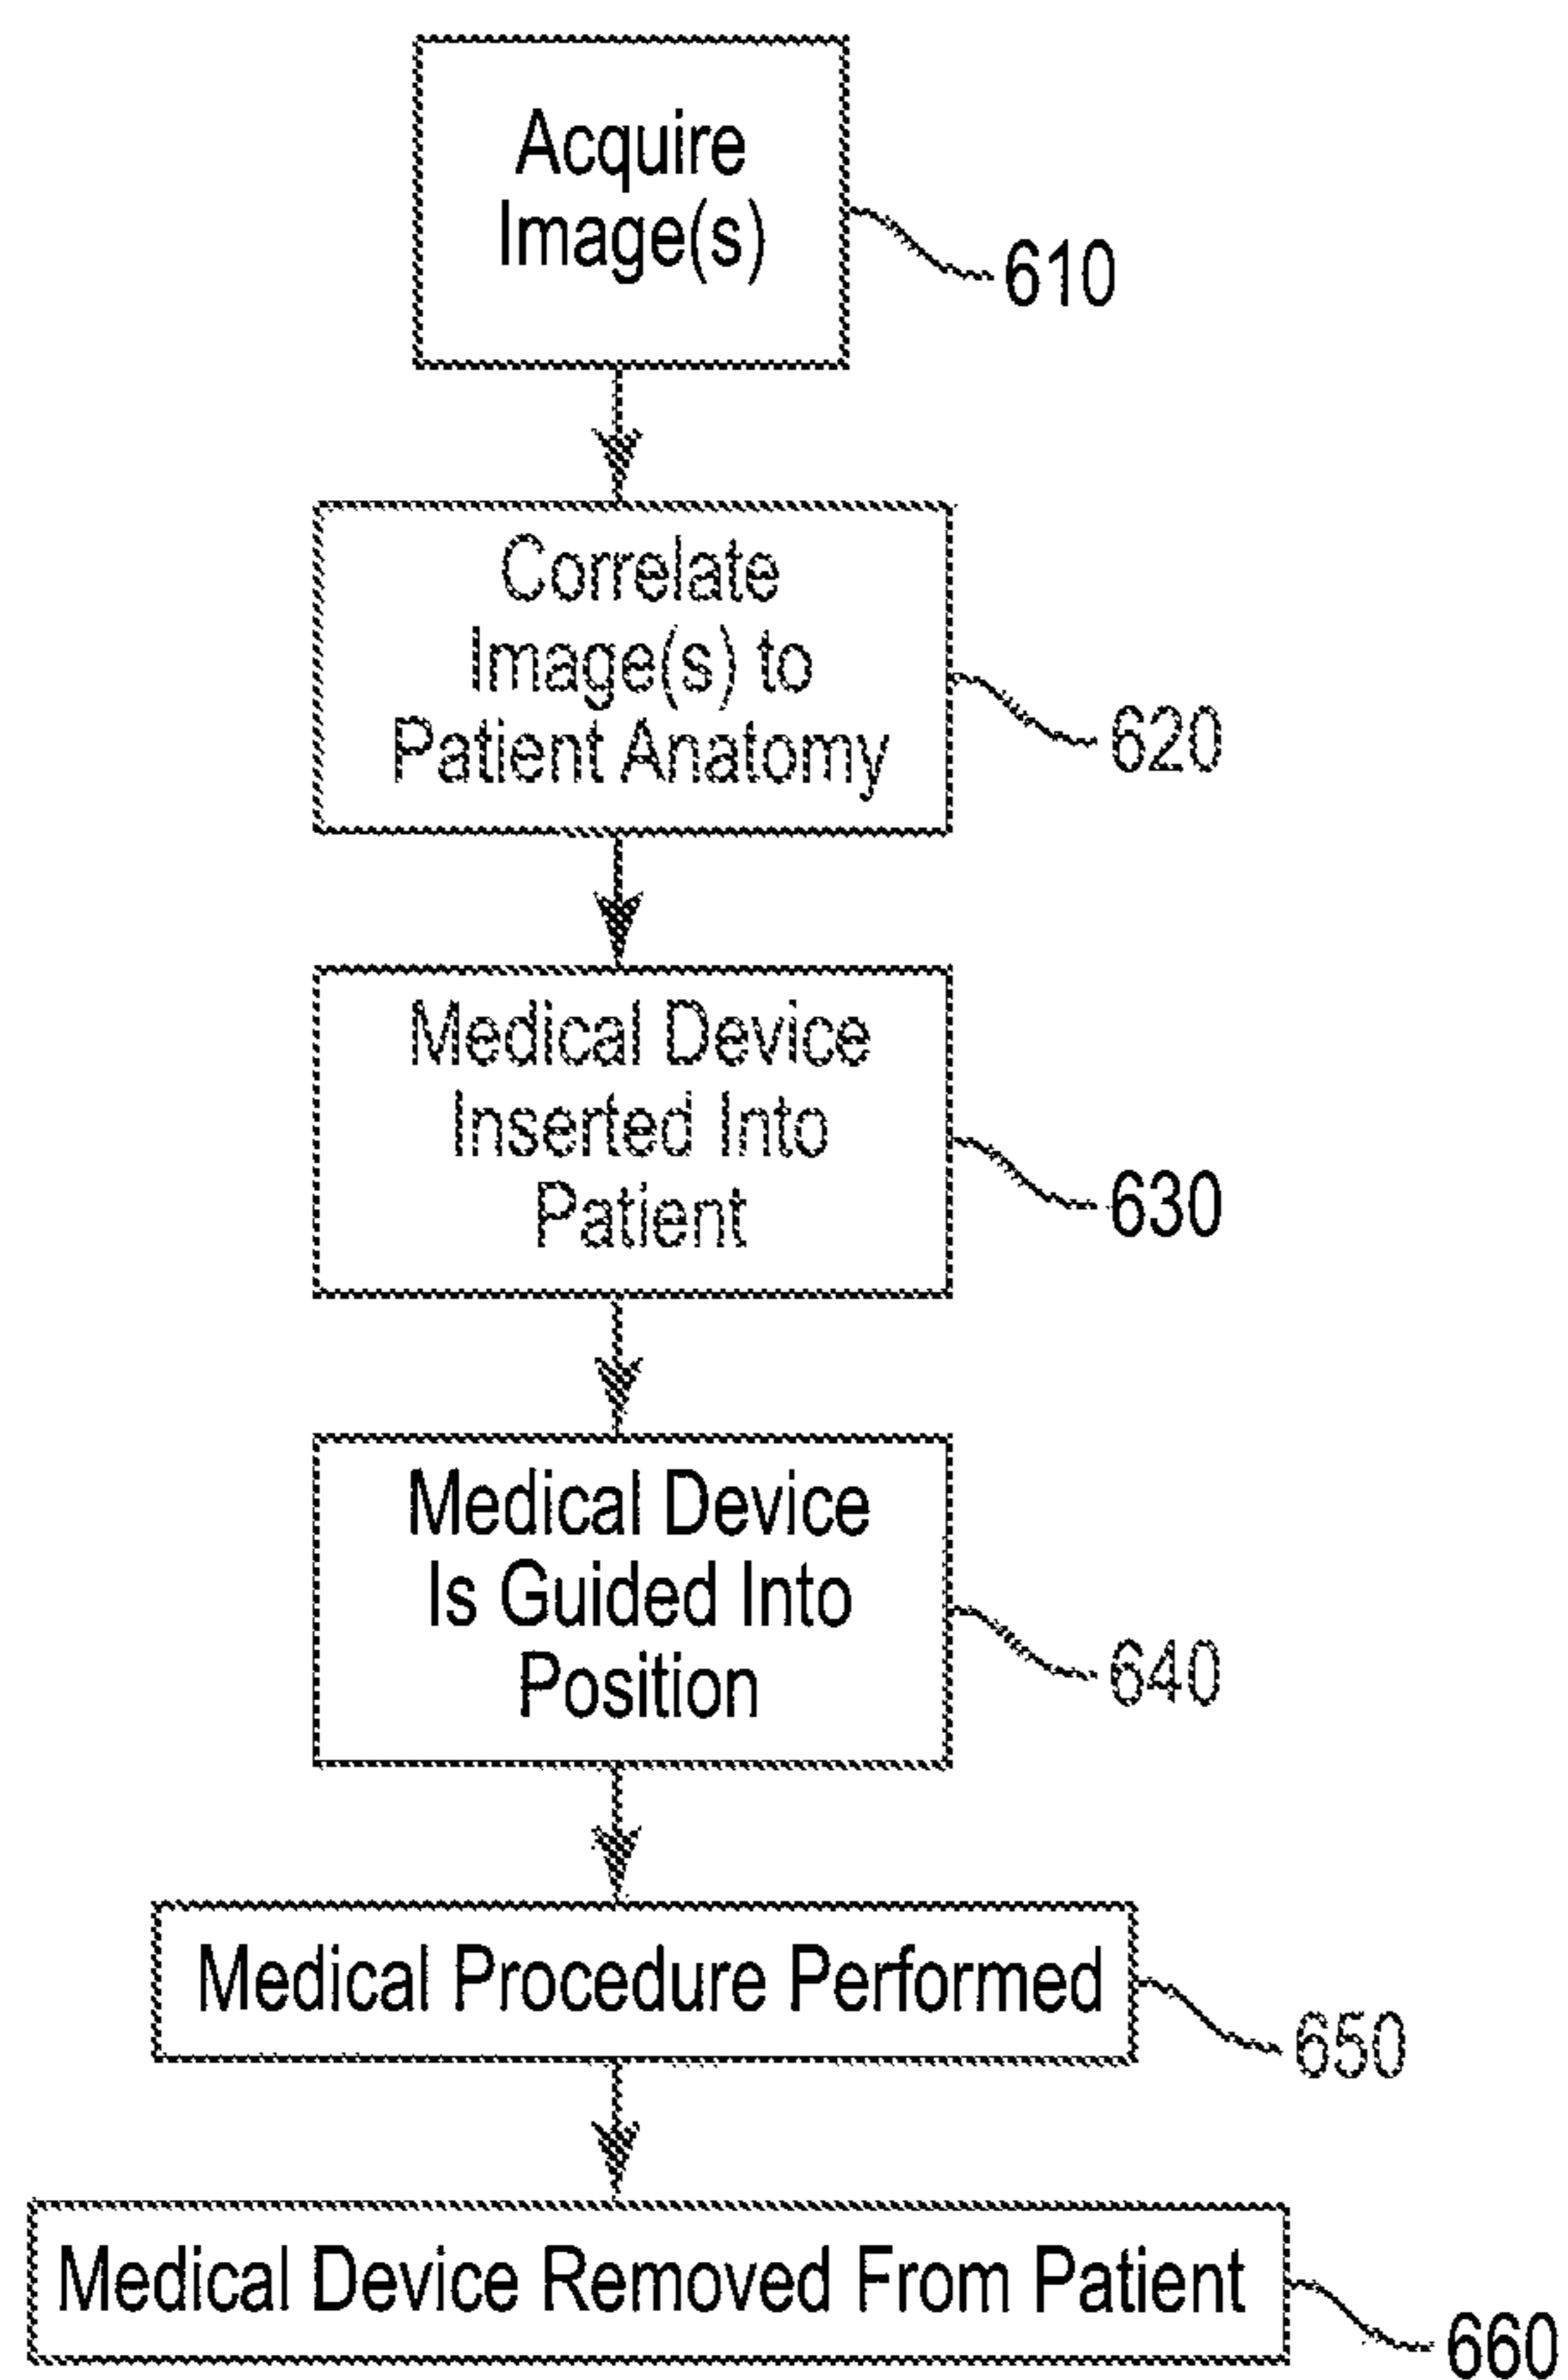 Acquire
Image(s)
610
Correlate
Image(s) to
Patient Anatomy
620
Medical Device
Inserted Into
Patient
630
Medical Device
Is Guided Into
Position
640
Medical Procedure Performed
650
Medical Device Removed From Patient
660